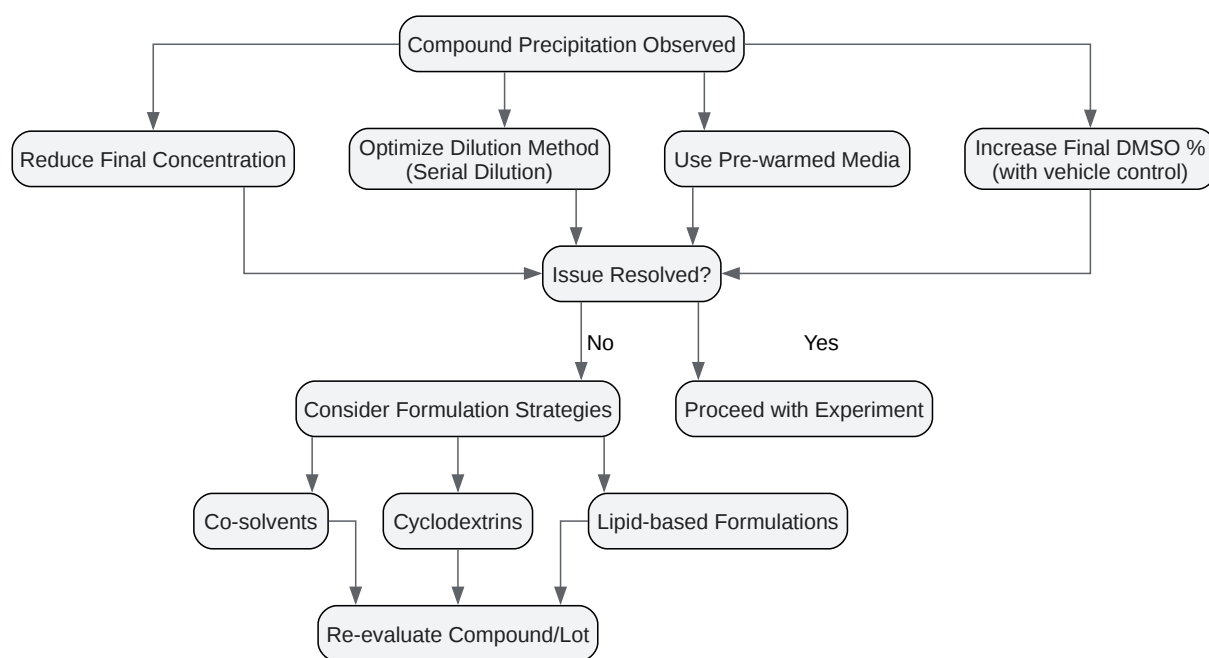 Compound Precipitation Observed
Reduce Final Concentration
Optimize Dilution Method
(Serial Dilution)
Use Pre-warmed Media
Increase Final DMSO %
(with vehicle control)
Issue Resolved?
No
Yes
Consider Formulation Strategies
Proceed with Experiment
Co-solvents
Cyclodextrins
Lipid-based Formulations
Re-evaluate Compound/Lot